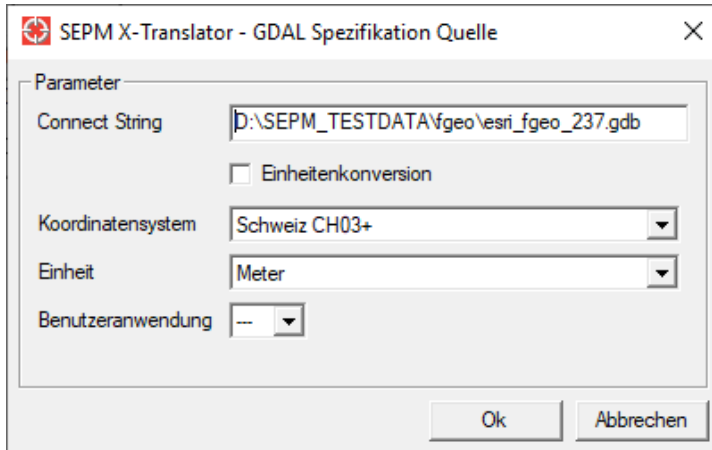 SEPM X-Translator - GDAL Spezifikation Quelle
Parameter
Connect String D:\SEPM_TESTDATA\fgeo\esri_fgeo_237.gdb
Einheitenkonversion
Koordinatensystem Schweiz CH03+
Einheit Meter
Benutzeranwendung ---
Ok Abbrechen